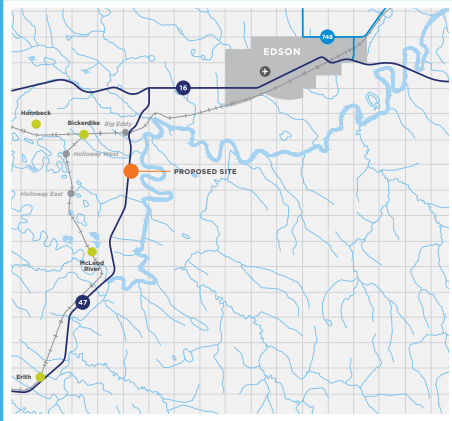 748
EDSON
16
Hornbeck
Bickerdike
Big Eddy
Holloway West
PROPOSED SITE
Holloway East
McLeod
River
47
Erith